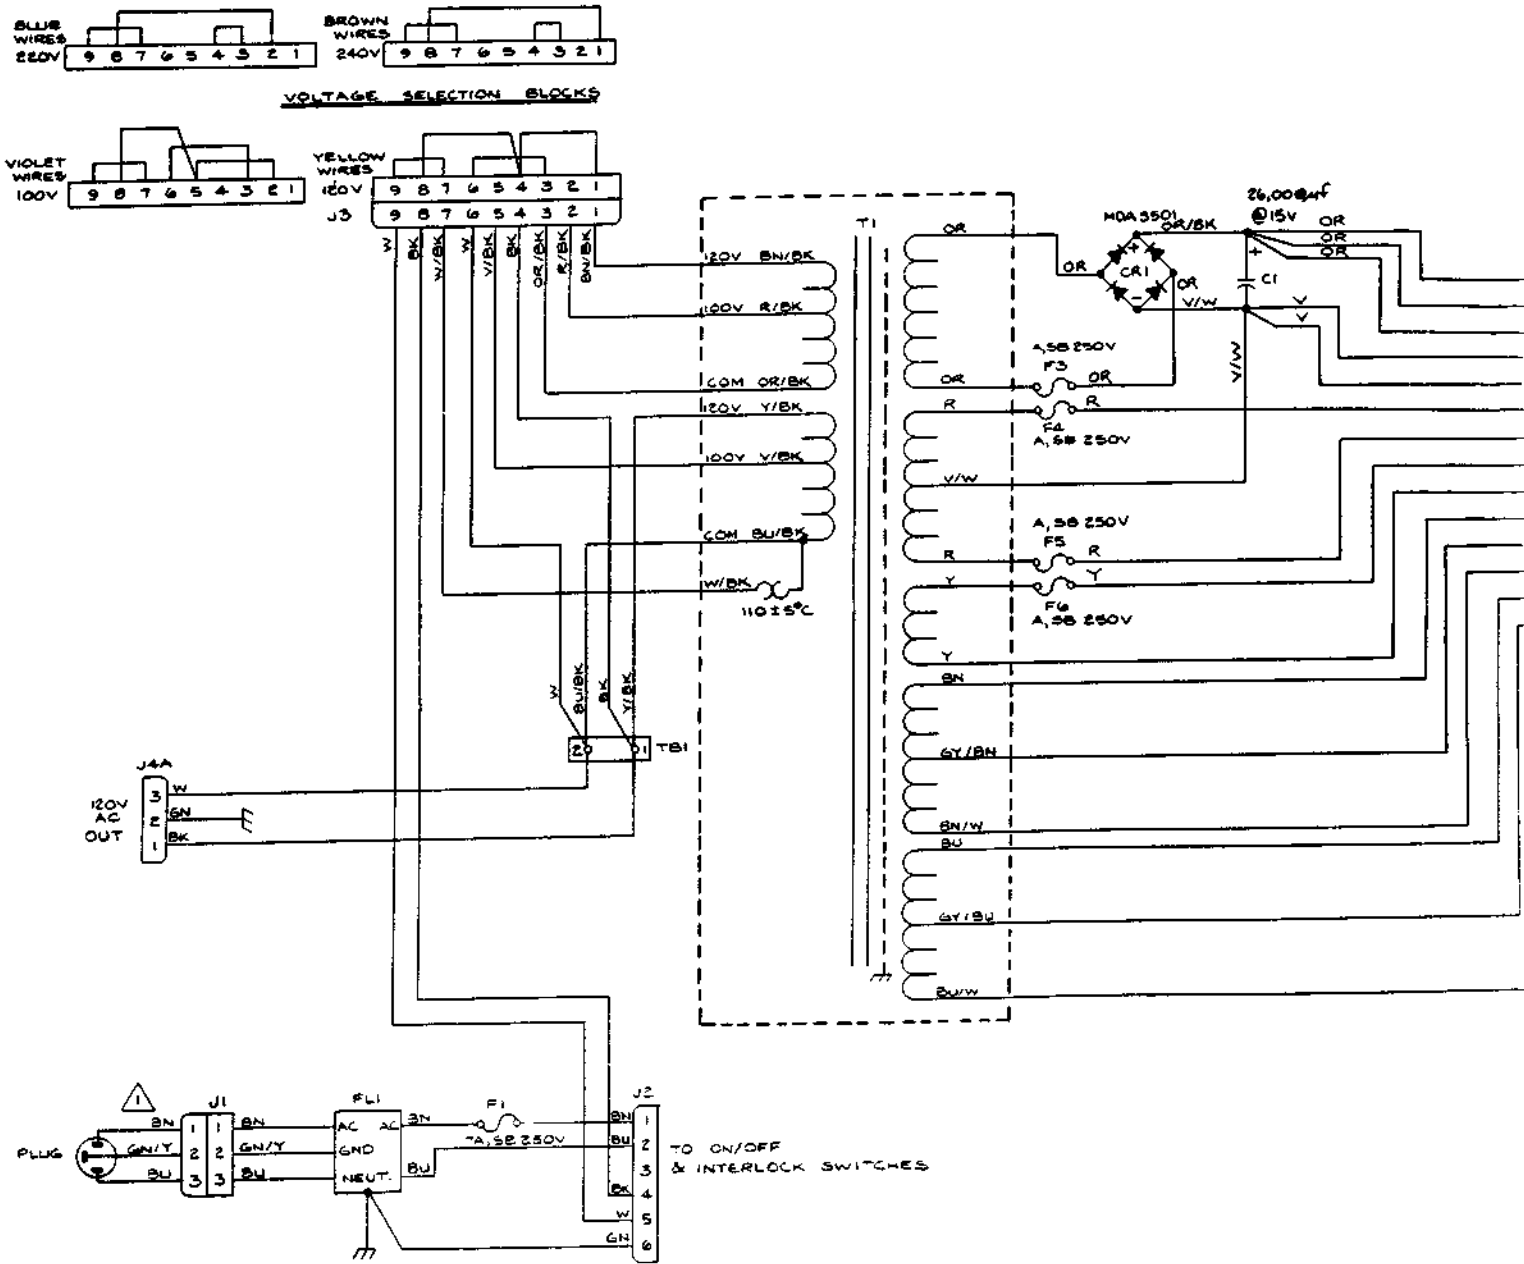 BLUE WIRES 220V
9 8 7 6 5 4 3 2 1
BROWN WIRES 240V
9 8 7 6 5 4 3 2 1
VOLTAGE SELECTION BLOCKS
VIOLET WIRES 100V
9 8 7 6 5 4 3 2 1
YELLOW WIRES 120V
9 8 7 6 5 4 3 2 1
J3
9 8 7 6 5 4 3 2 1
W
BK
W/BK
W
V/BK
BK
OR/BK
R/BK
BN/BK
120V BN/BK
100V R/BK
COM OR/BK
120V Y/BK
100V V/BK
COM BU/BK
W/BK
110±5°C
T1
OR
OR
R
V/W
R
Y
Y
BN
GY/BN
BN/W
BU
GY/BU
BU/W
MDA 3501
OR/BK
OR
CR1
+
-
OR
V/W
@15V
OR
OR
OR
+
C1
V
V
V/W
A, SB 250V
F3
OR
R
F4
A, SB 250V
A, SB 250V
F5
R
Y
F6
A, SB 250V
W
BU/BK
BK
Y/BK
2 1
TB1
J4A
120V
AC
OUT
3 W
2 GN
1 BK
1
PLUG
BN
GN/Y
BU
J1
1 1
2 2
3 3
BN
GN/Y
BU
FL1
AC AC
GND
NEUT.
BN
BU
F1
A, SB 250V
J2
BN 1
BU 2
3
BK 4
W 5
GN 6
TO ON/OFF
& INTERLOCK SWITCHES